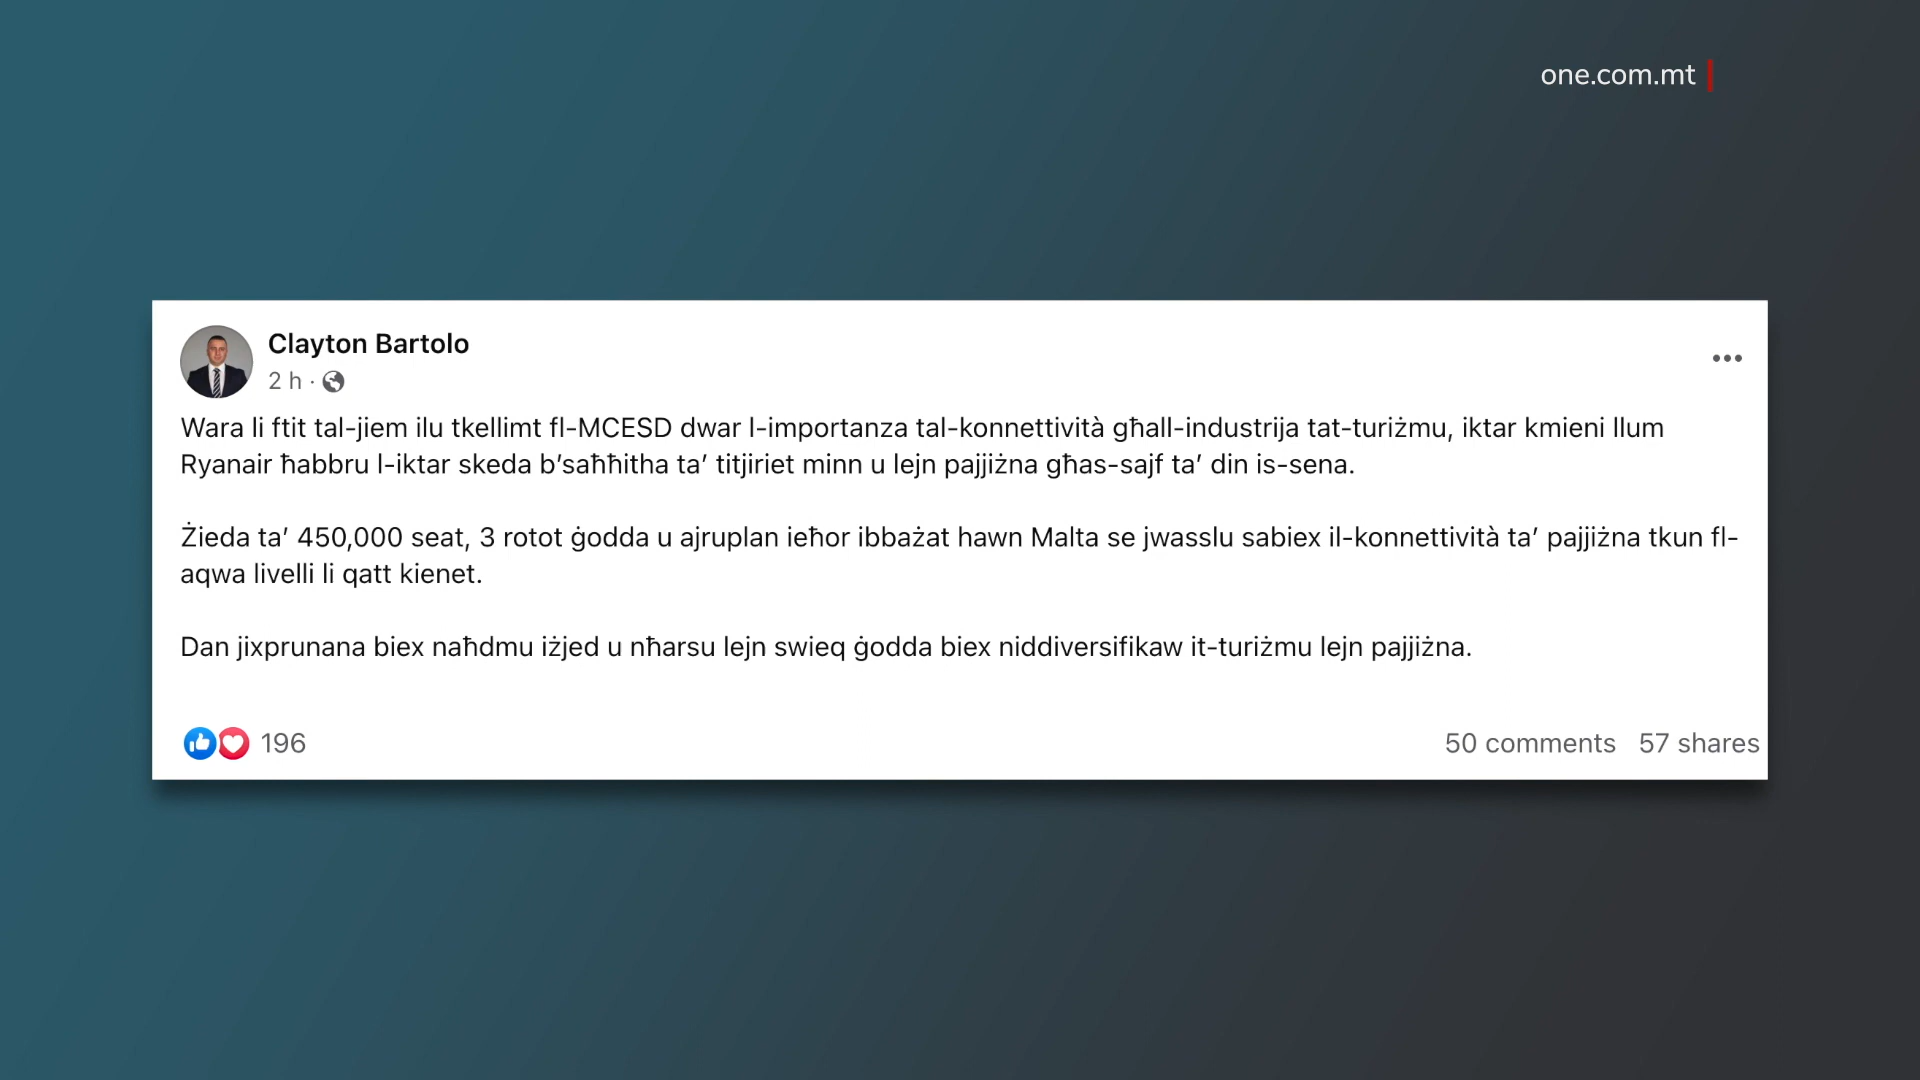 one.com.mt
Clayton Bartolo
2 h ·
Wara li ftit tal-jiem ilu tkellimt fl-MCESD dwar l-importanza tal-konnettività għall-industrija tat-turiżmu, iktar kmieni llum
Ryanair ħabbru l-iktar skeda b’saħħitha ta’ titjiriet minn u lejn pajjiżna għas-sajf ta’ din is-sena.
Żieda ta’ 450,000 seat, 3 rotot ġodda u ajruplan ieħor ibbażat hawn Malta se jwasslu sabiex il-konnettività ta’ pajjiżna tkun fl-
aqwa livelli li qatt kienet.
Dan jixprunana biex naħdmu iżjed u nħarsu lejn swieq ġodda biex niddiversifikaw it-turiżmu lejn pajjiżna.
196
50 comments 57 shares